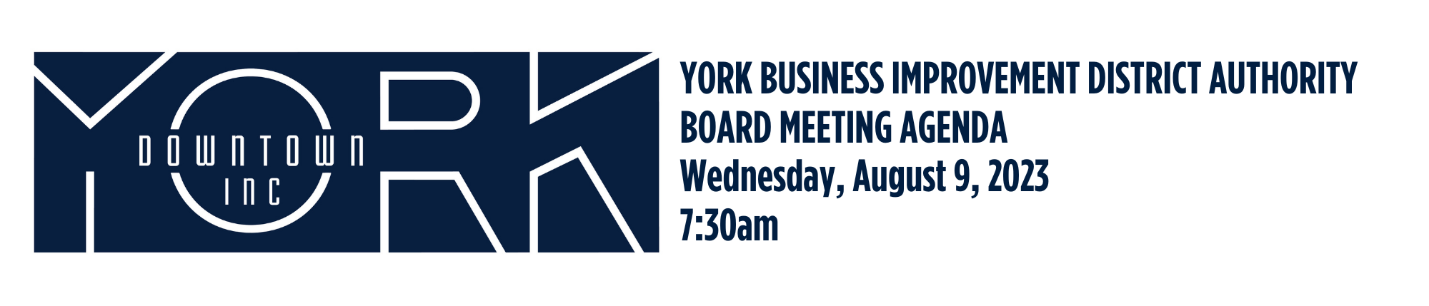 YORK
DOWNTOWN
INC
YORK BUSINESS IMPROVEMENT DISTRICT AUTHORITY
BOARD MEETING AGENDA
Wednesday, August 9, 2023
7:30am